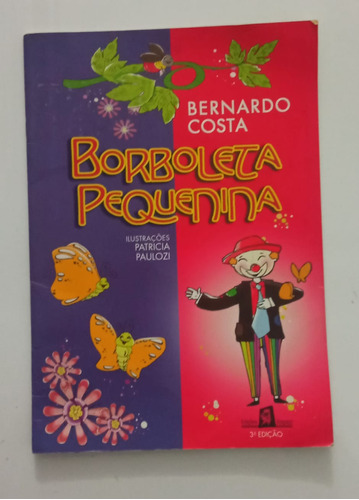 BERNARDO
COSTA
BORBOLETA
PEQUENINA
ILUSTRAÇÕES
PATRICIA
PAULOZI
3ª EDIÇÃO